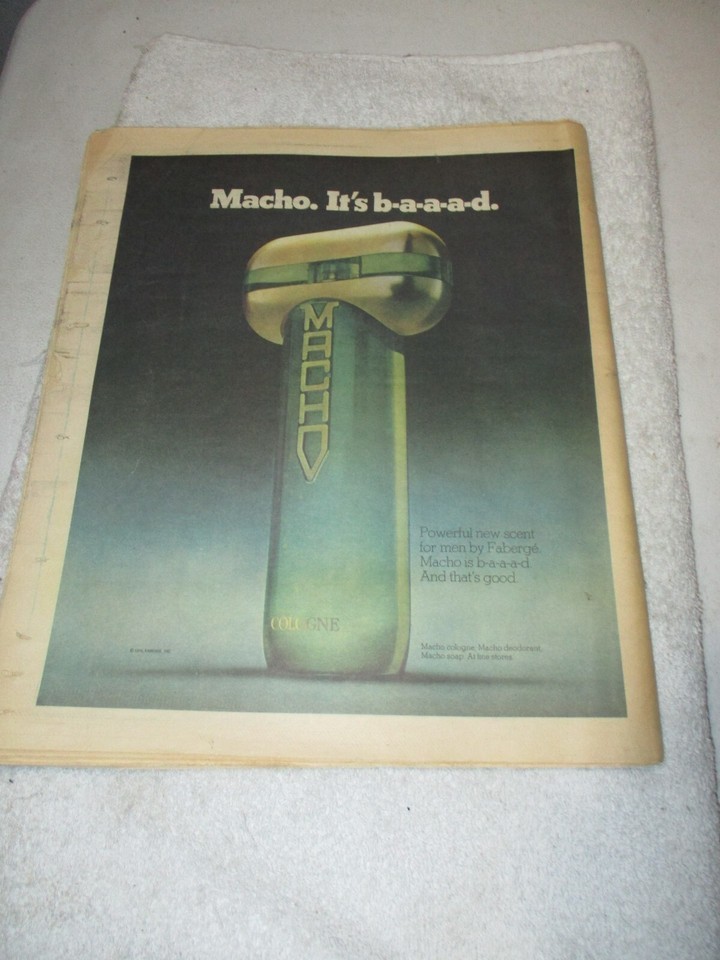 Macho. It's b-a-a-a-d.
MACHO
COLOGNE
Powerful new scent
for men by Fabergé.
Macho is b-a-a-a-d.
And that's good.
Macho cologne, Macho deodorant,
Macho soap. At fine stores.